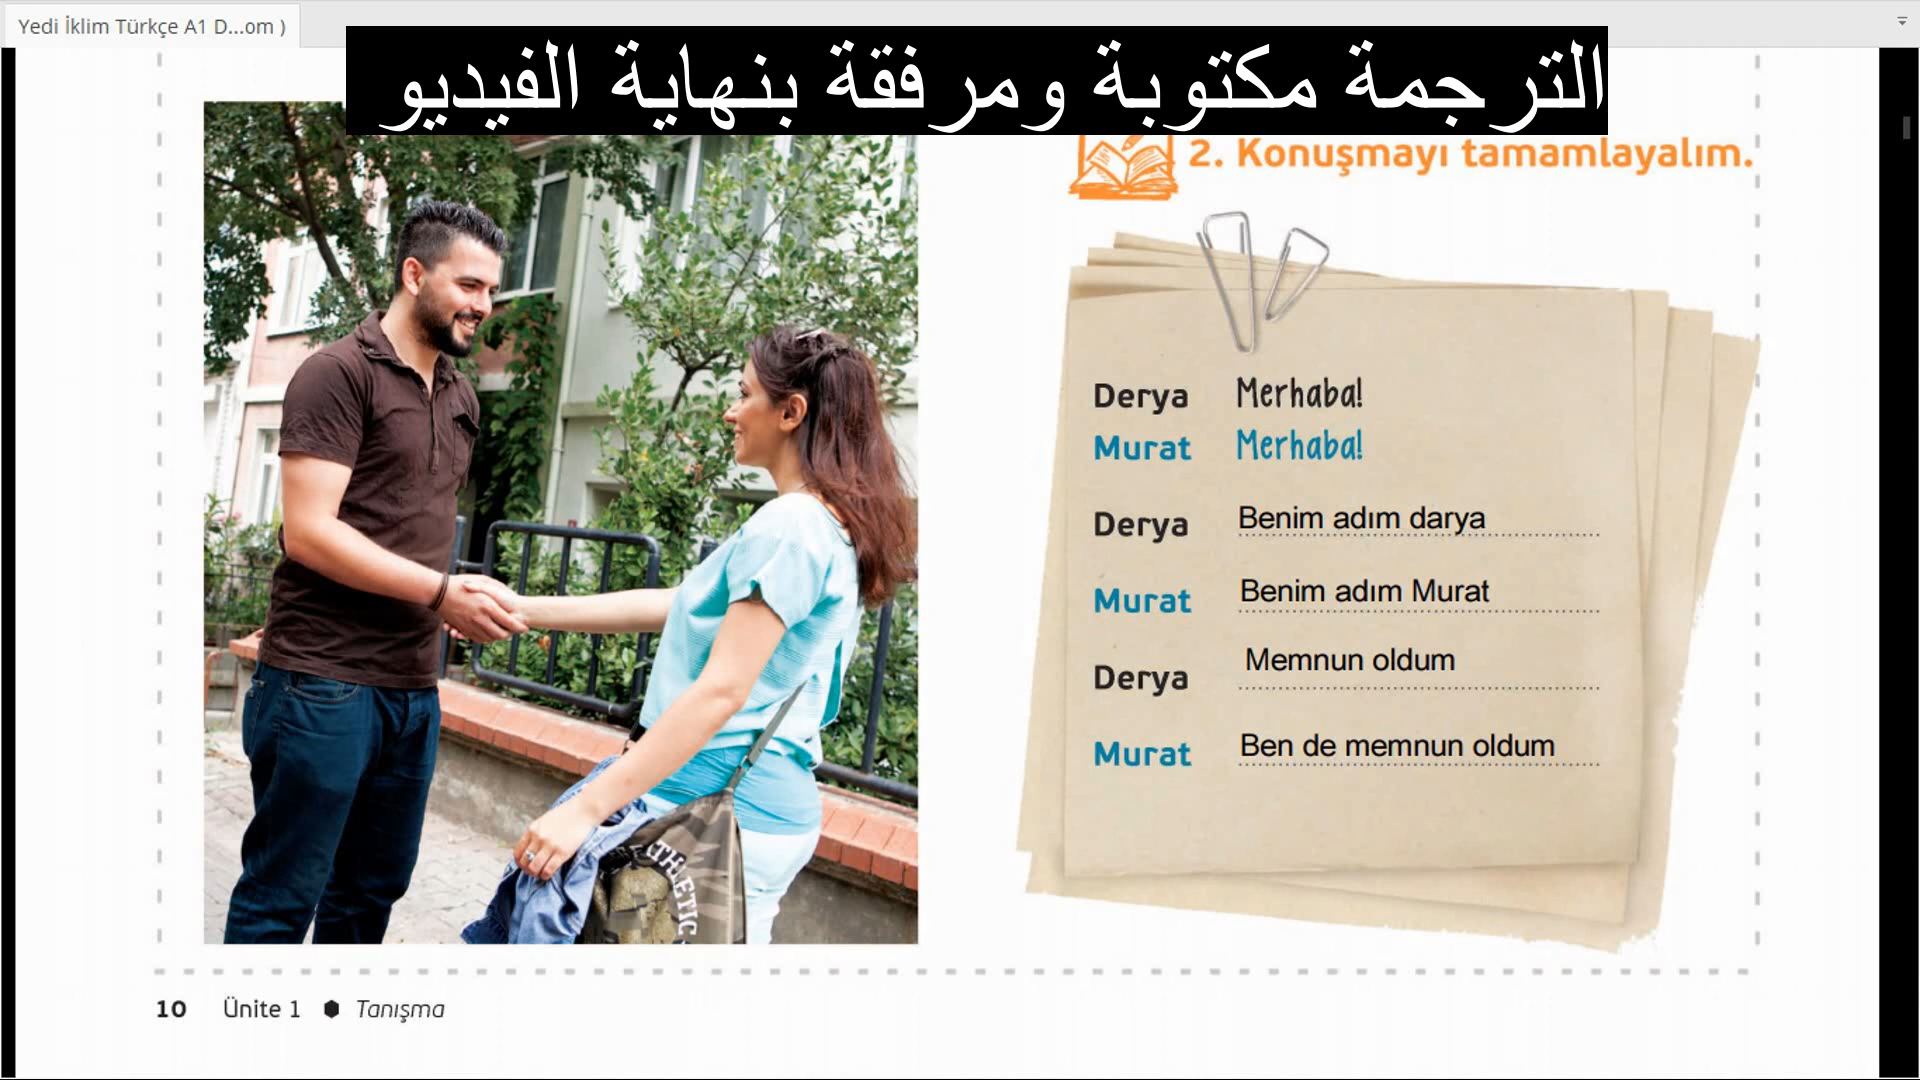 Yedi İklim Türkçe A1 D...om )
الترجمة مكتوبة ومرفقة بنهاية الفيديو
2. Konuşmayı tamamlayalım.
Derya Merhaba!
Murat Merhaba!
Derya Benim adım darya
Murat Benim adım Murat
Derya Memnun oldum
Murat Ben de memnun oldum
ATHLETIC
10 Ünite 1 Tanışma